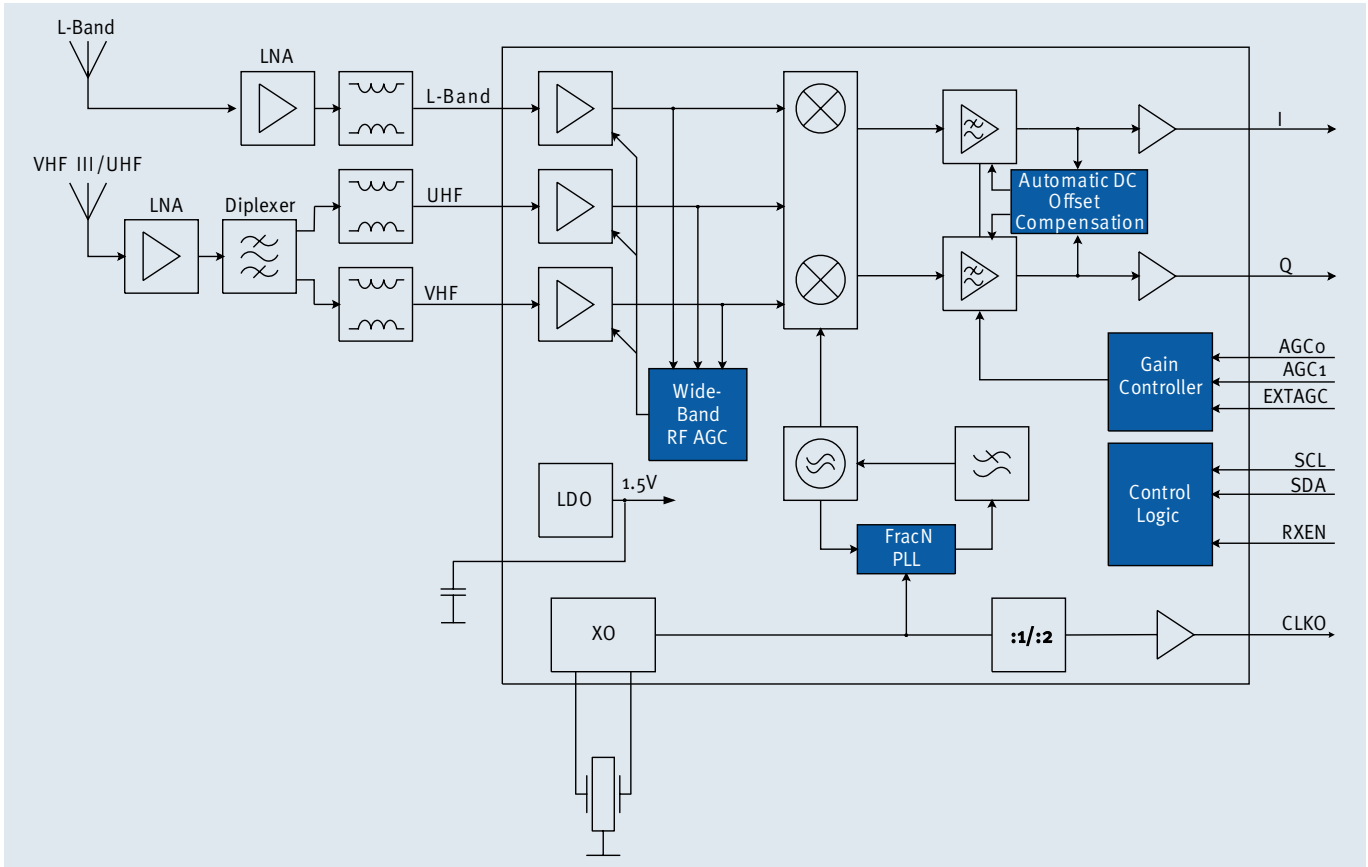 L-Band
LNA
L-Band
VHF III/UHF
LNA
Diplexer
UHF
VHF
Wide-
Band
RF AGC
Automatic DC
Offset
Compensation
I
Q
Gain
Controller
AGC0
AGC1
EXTAGC
Control
Logic
SCL
SDA
RXEN
LDO
1.5V
FracN
PLL
XO
:1/:2
CLKO